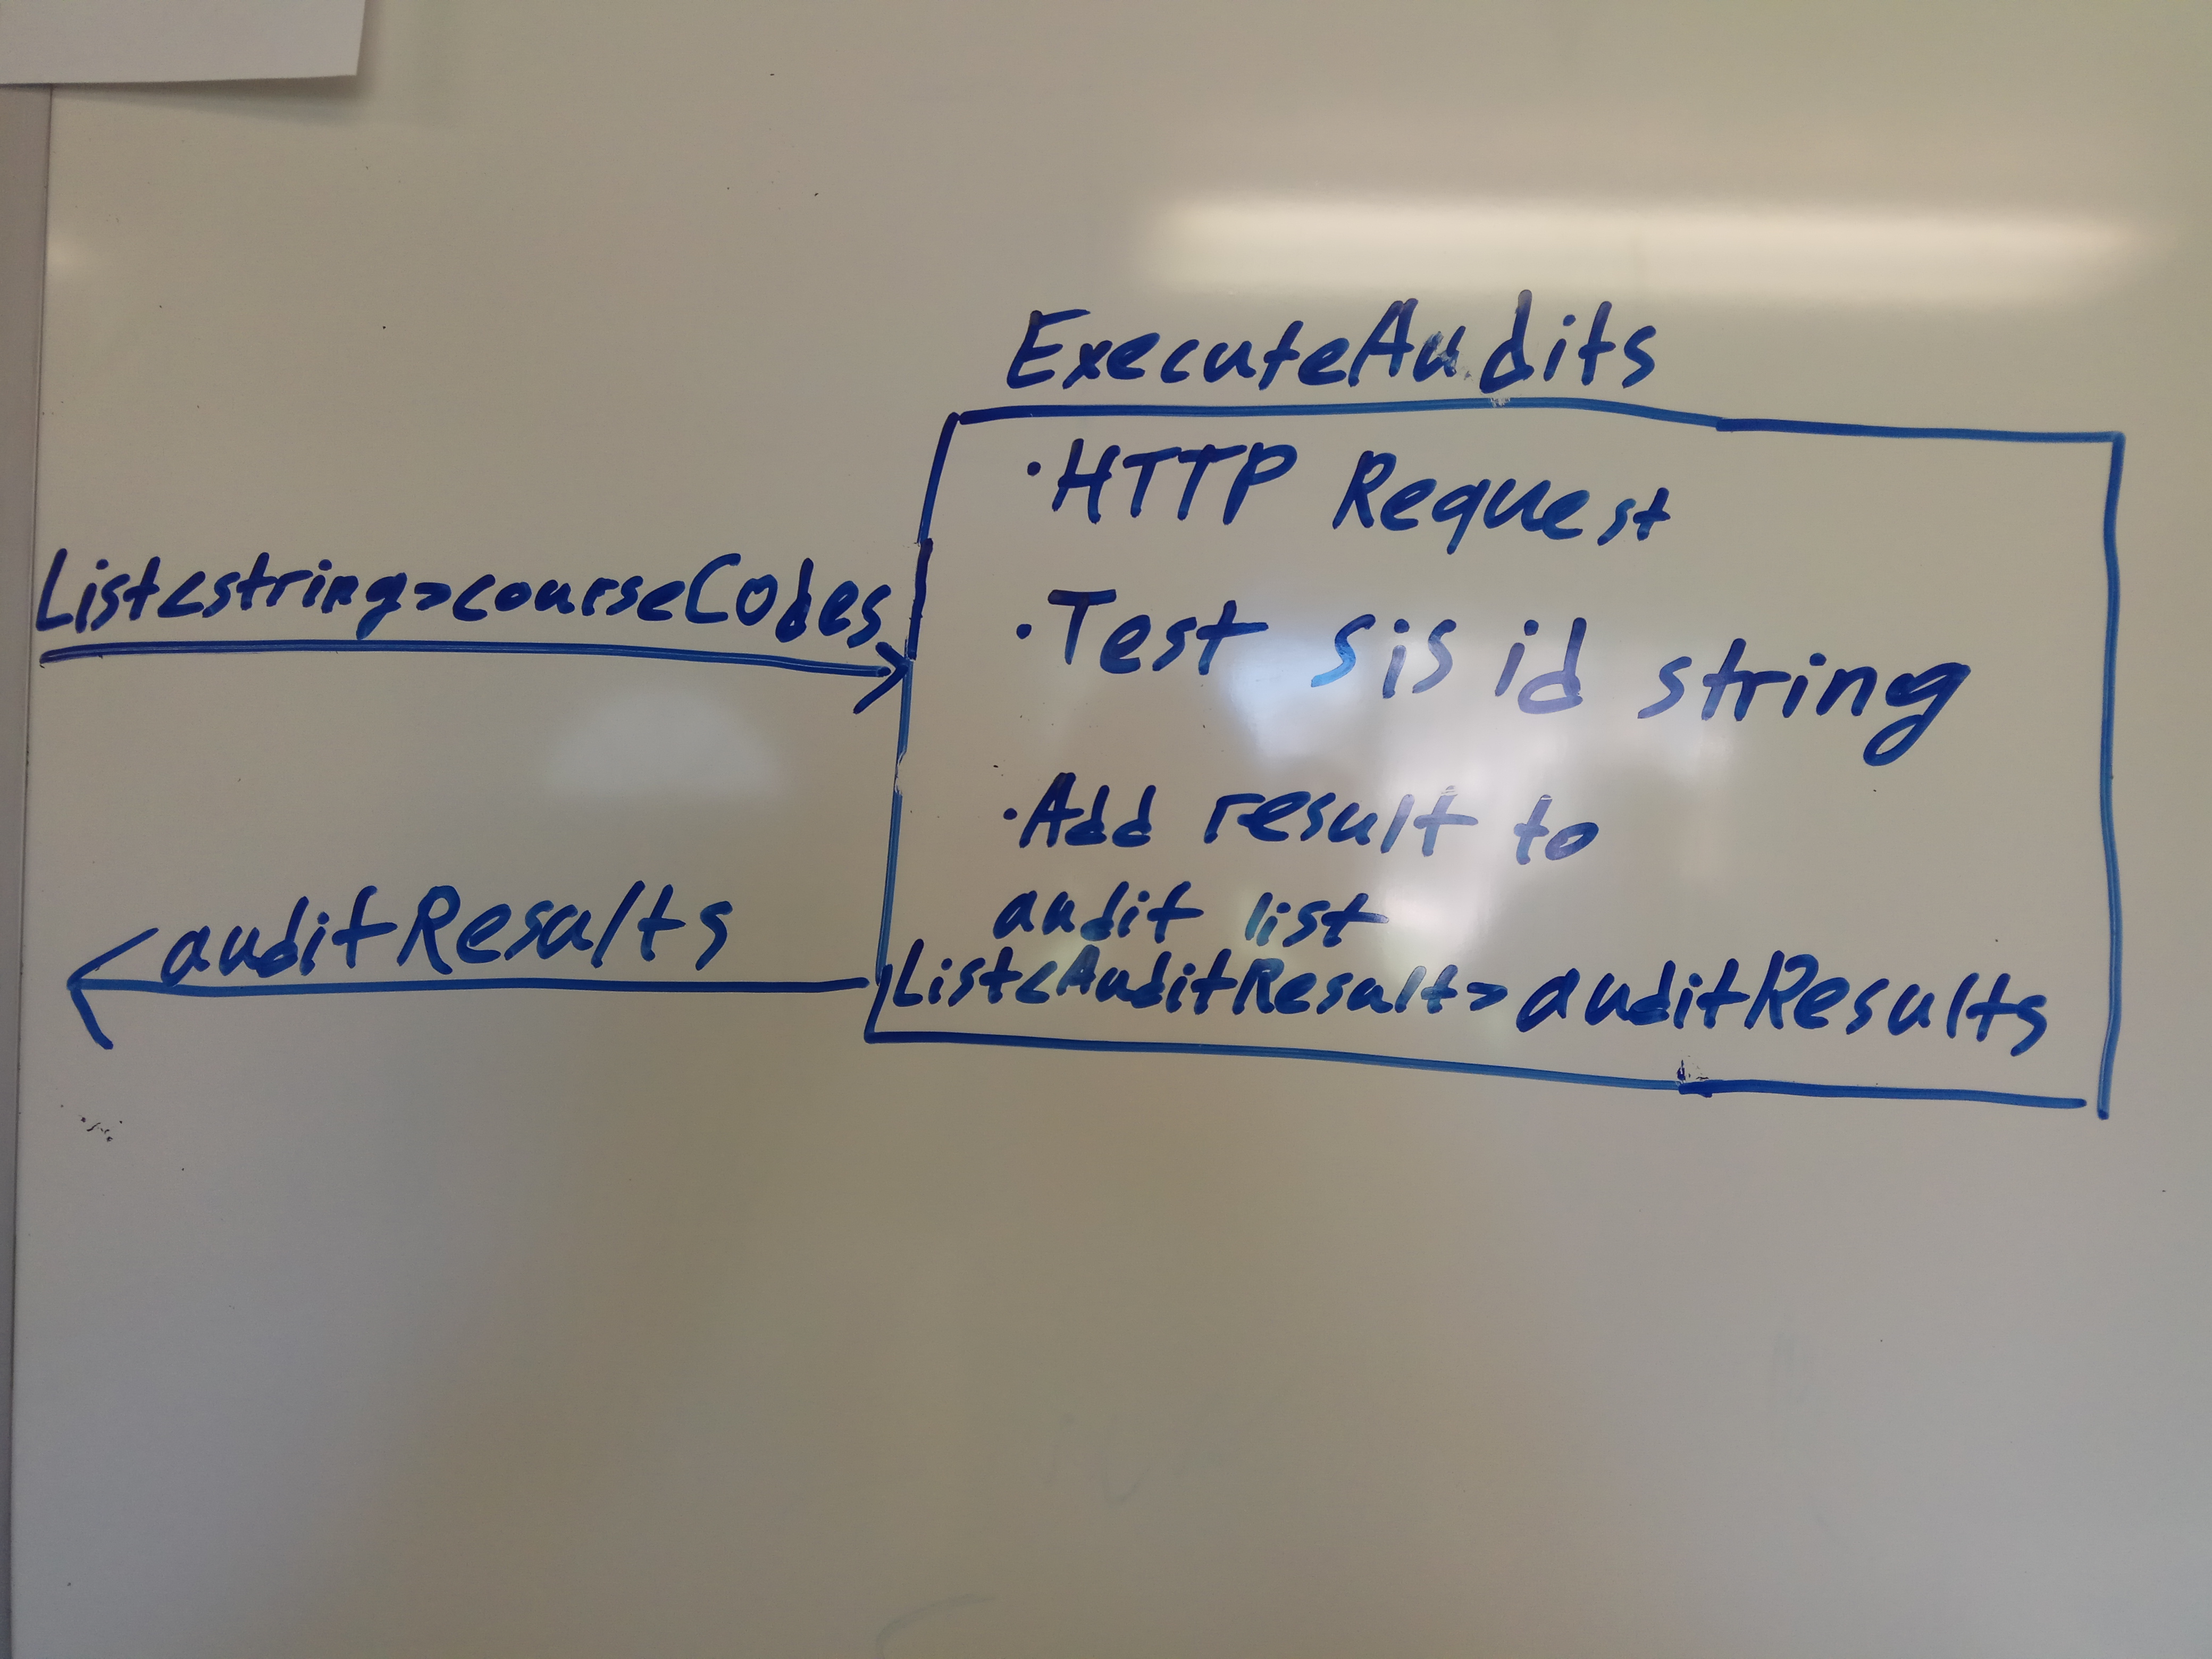 ExecuteAudits
·HTTP Request
List<string>courseCodes
·Test sis id string
·Add result to
audit list
auditResults
List<AuditResult> auditResults